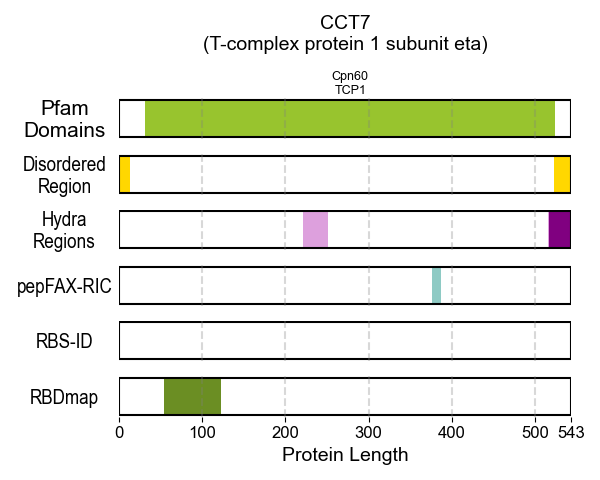 CCT7
(T-complex protein 1 subunit eta)
Cpn60
TCP1
Pfam
Domains
Disordered
Region
Hydra
Regions
pepFAX-RIC
RBS-ID
RBDmap
0 100 200 300 400 500 543
Protein Length